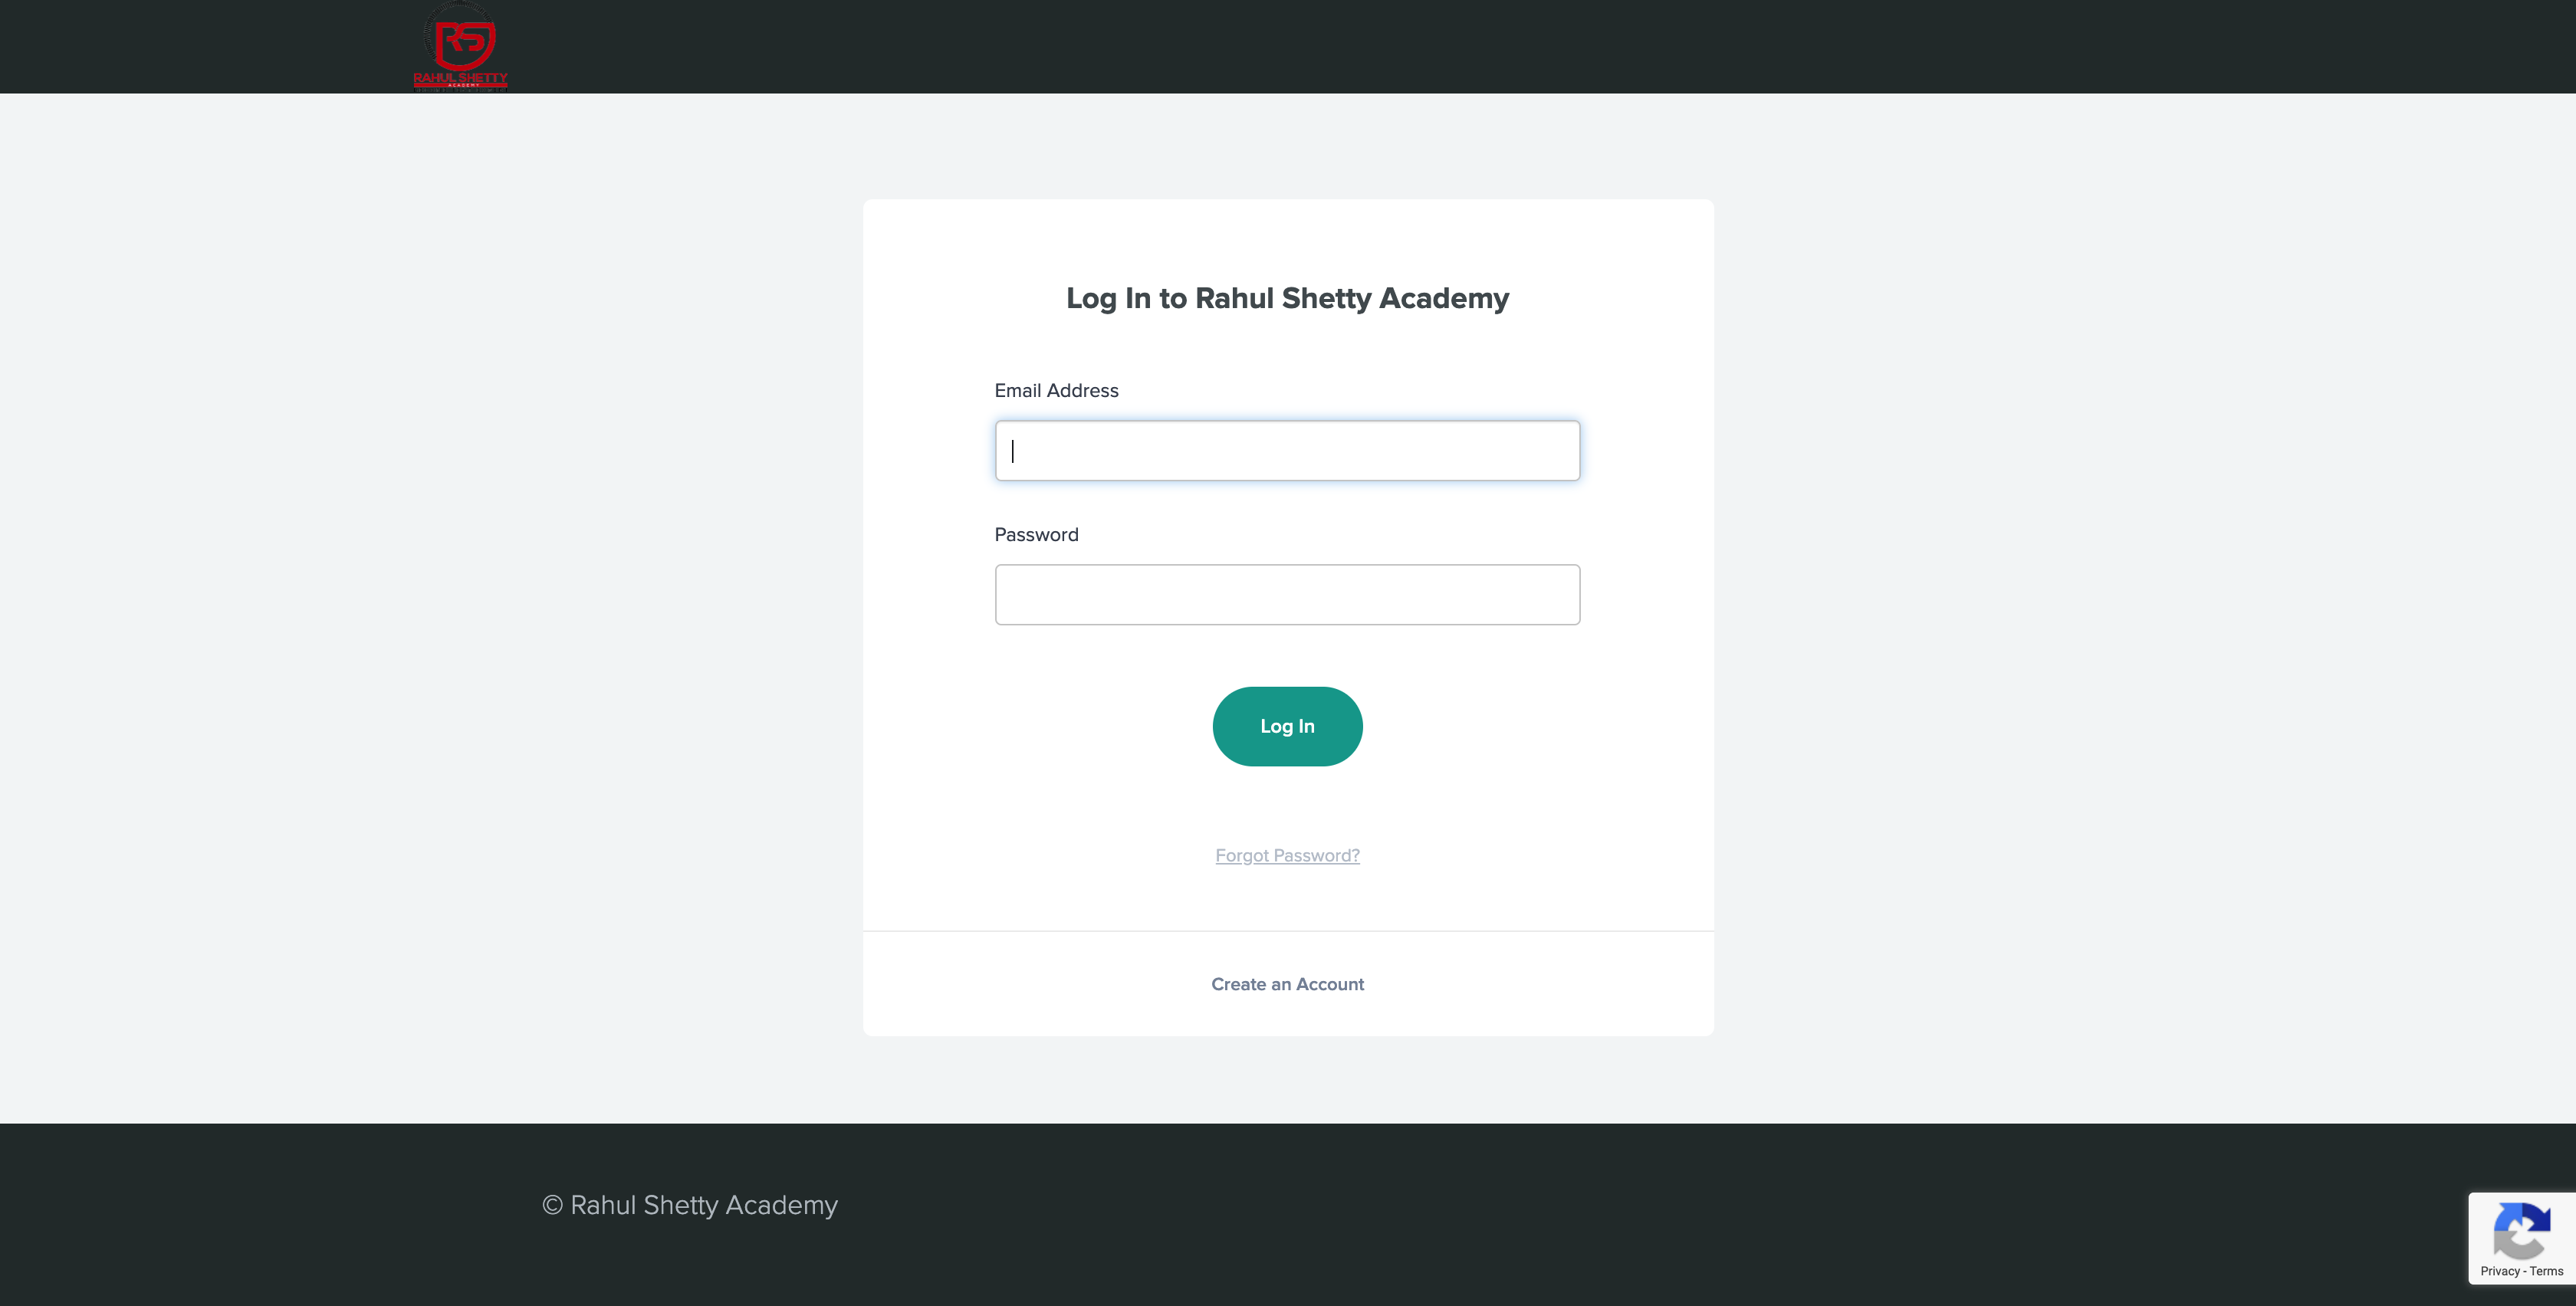 RS
RAHUL SHETTY
ACADEMY
Log In to Rahul Shetty Academy
Email Address
Password
Log In
Forgot Password?
Create an Account
© Rahul Shetty Academy
Privacy - Terms